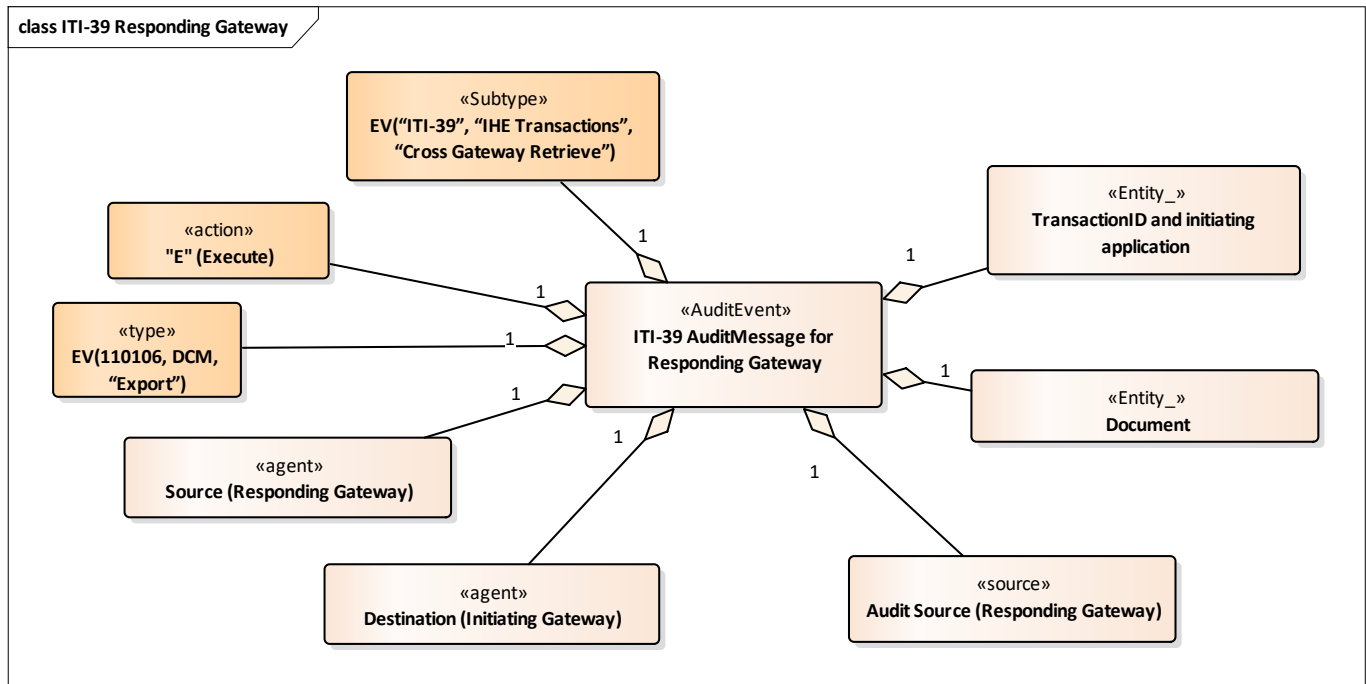 class ITI-39 Responding Gateway
«Subtype»
EV(“ITI-39”, “IHE Transactions”,
“Cross Gateway Retrieve”)
«action»
"E" (Execute)
«type»
EV(110106, DCM,
“Export”)
«agent»
Source (Responding Gateway)
«agent»
Destination (Initiating Gateway)
«AuditEvent»
ITI-39 AuditMessage for
Responding Gateway
«Entity_»
TransactionID and initiating
application
«Entity_»
Document
«source»
Audit Source (Responding Gateway)
1
1
1
1
1
1
1
1